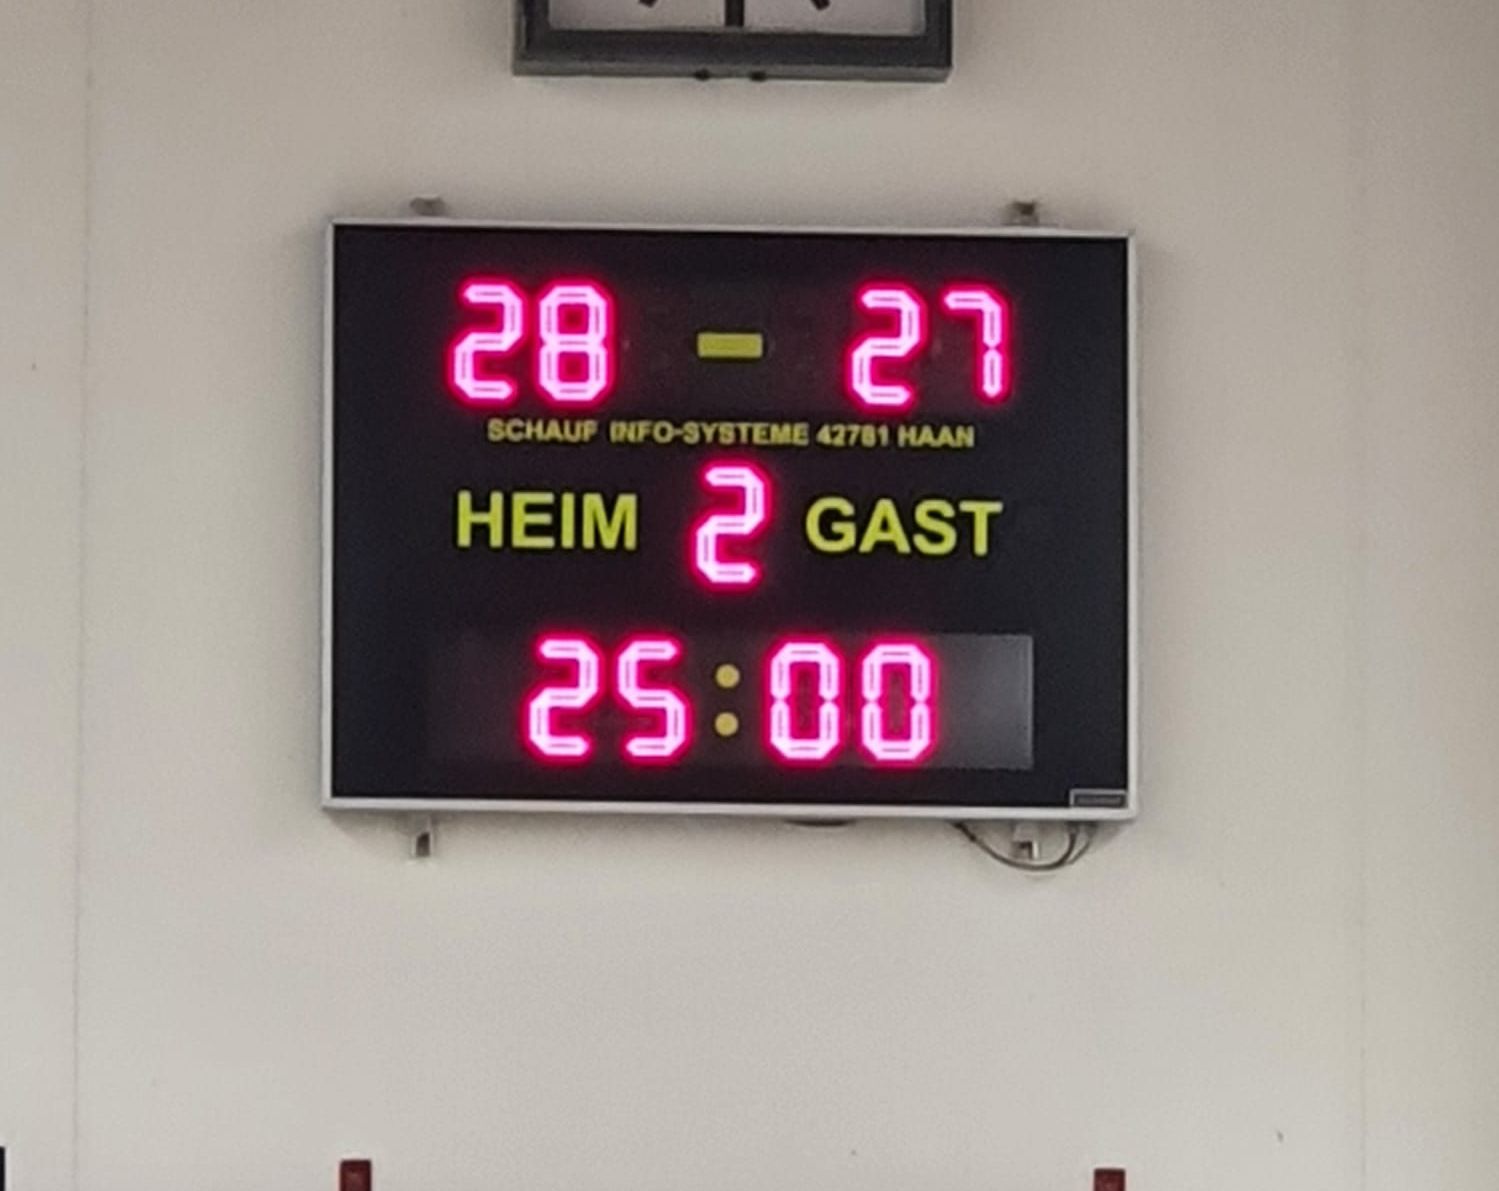 28 - 27
SCHAUF INFO-SYSTEME 42781 HAAN
HEIM 2 GAST
25:00